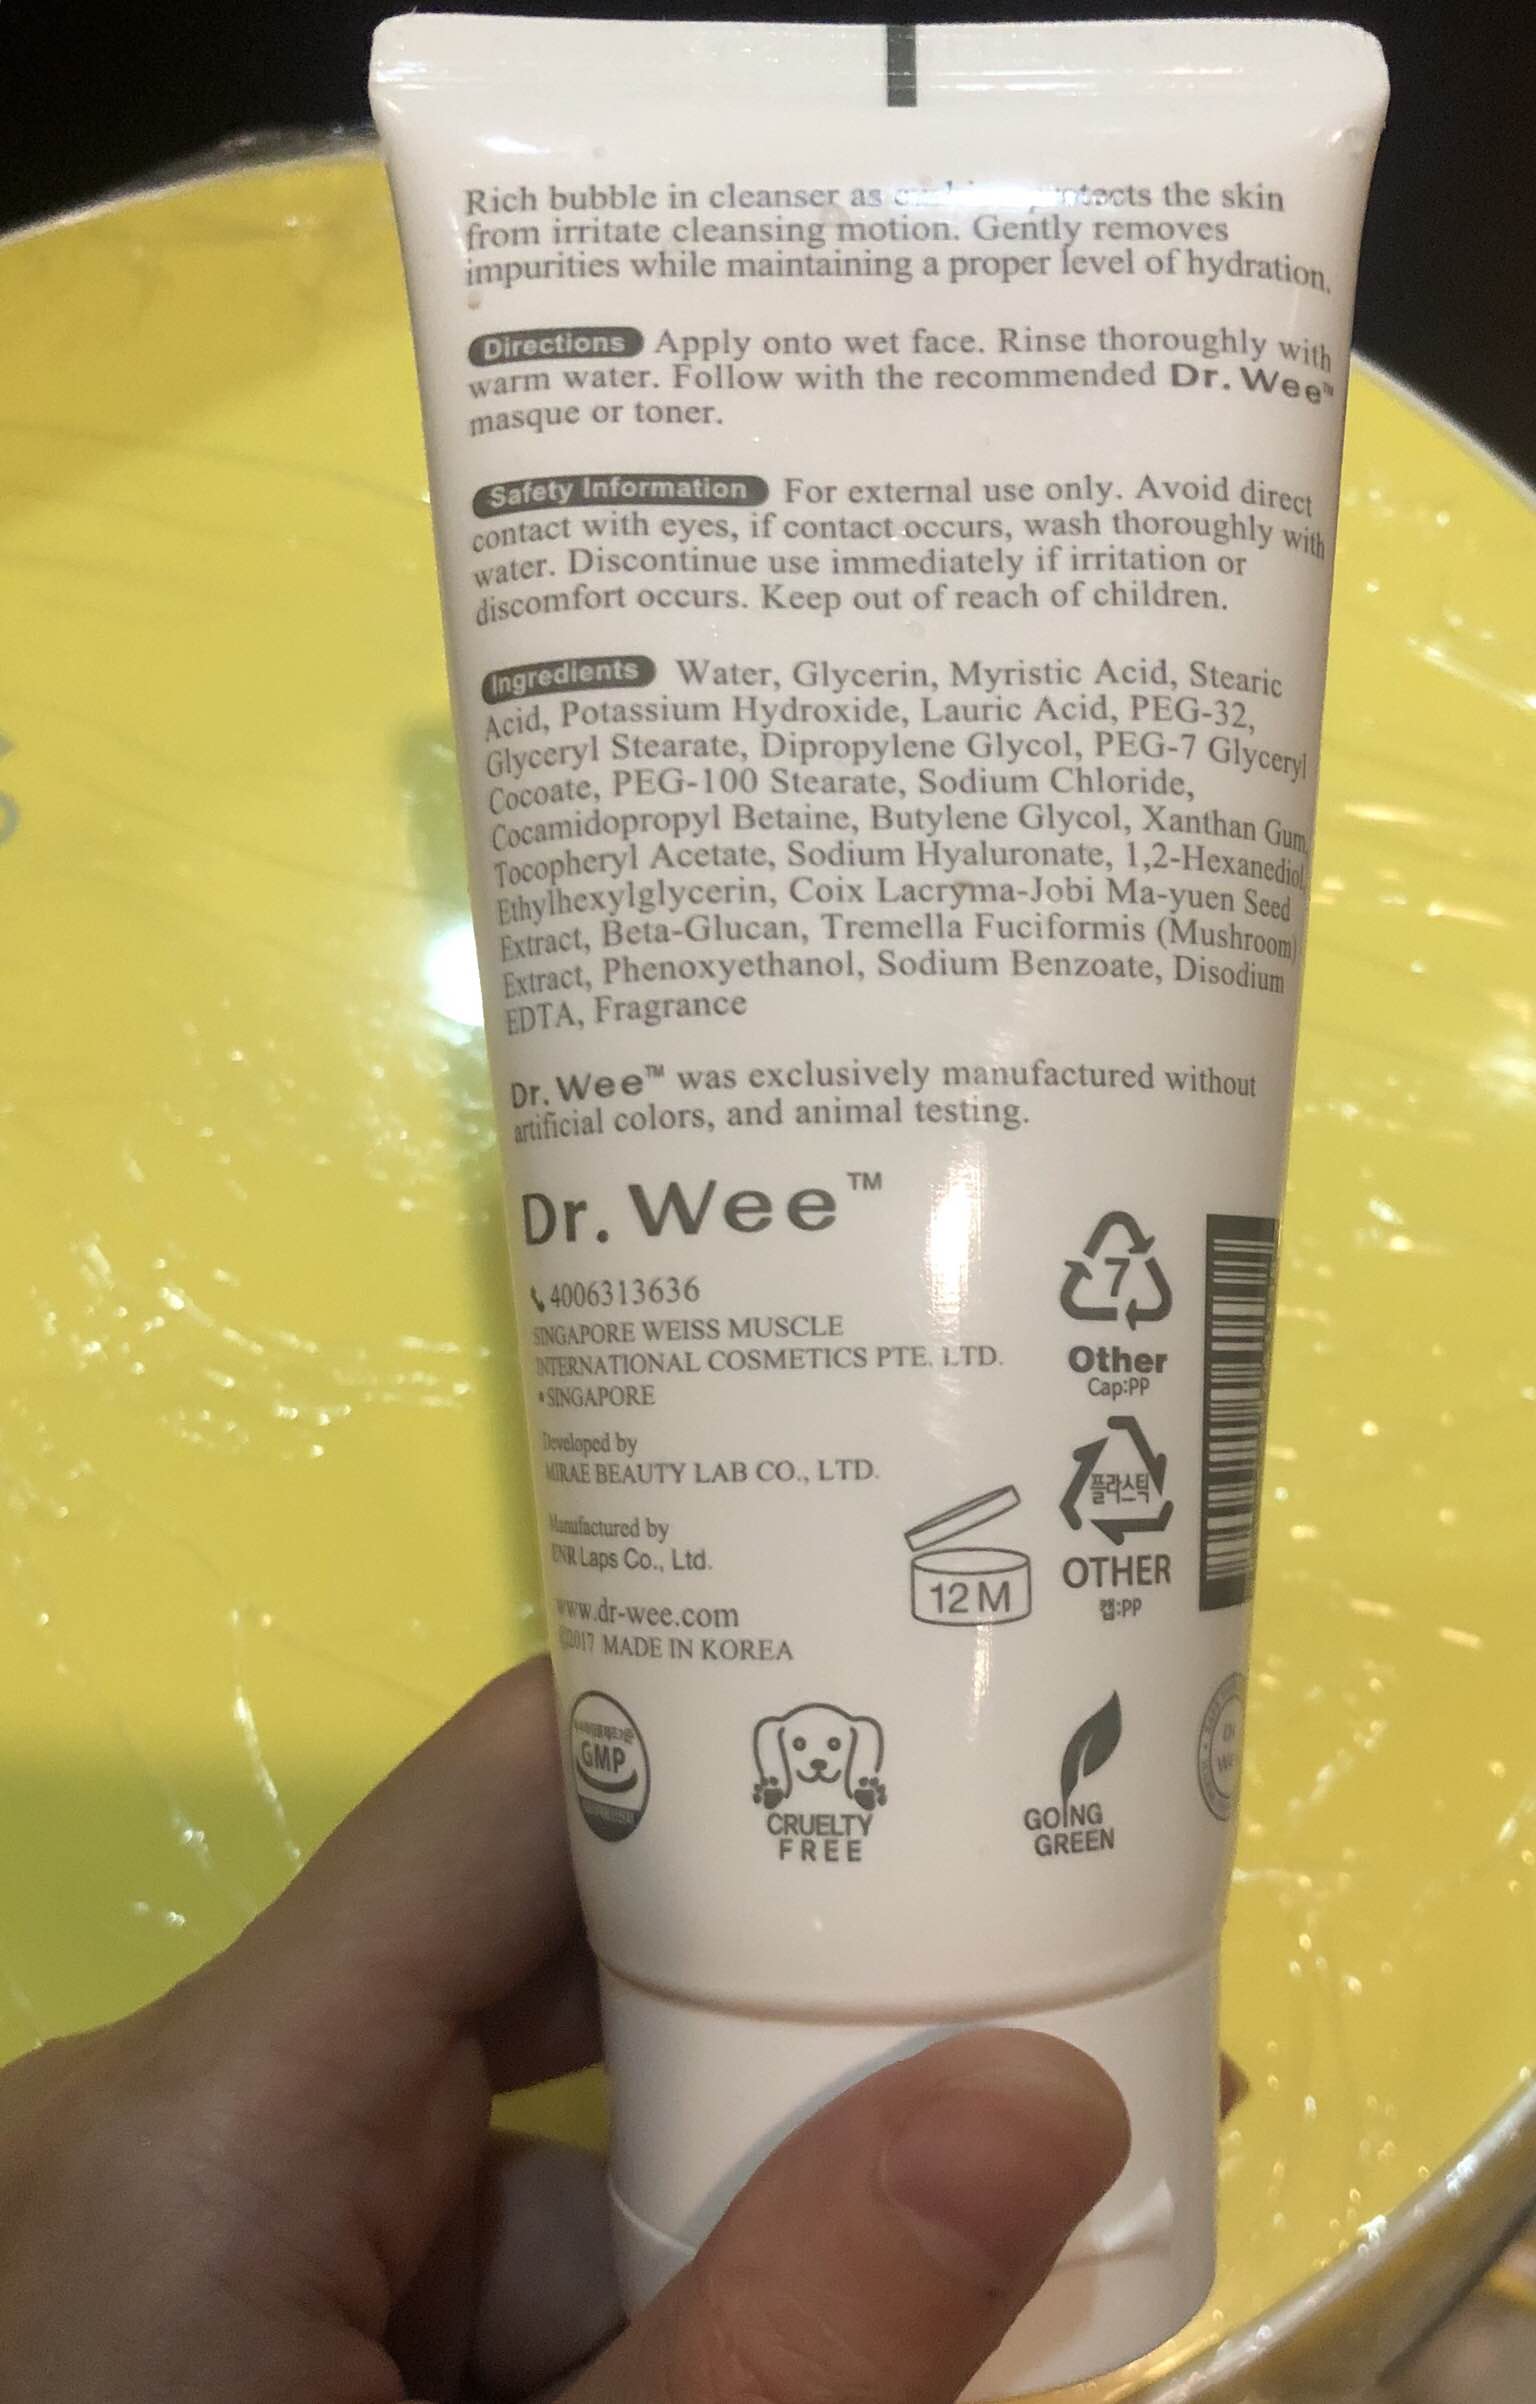 Rich bubble in cleanser as protects the skin
from irritate cleansing motion. Gently removes
impurities while maintaining a proper level of hydration.
Directions Apply onto wet face. Rinse thoroughly with
warm water. Follow with the recommended Dr. Wee™
masque or toner.
Safety Information For external use only. Avoid direct
contact with eyes, if contact occurs, wash thoroughly with
water. Discontinue use immediately if irritation or
discomfort occurs. Keep out of reach of children.
Ingredients Water, Glycerin, Myristic Acid, Stearic
Acid, Potassium Hydroxide, Lauric Acid, PEG-32,
Glyceryl Stearate, Dipropylene Glycol, PEG-7 Glyceryl
Cocoate, PEG-100 Stearate, Sodium Chloride,
Cocamidopropyl Betaine, Butylene Glycol, Xanthan Gum,
Tocopheryl Acetate, Sodium Hyaluronate, 1,2-Hexanediol,
Ethylhexylglycerin, Coix Lacryma-Jobi Ma-yuen Seed
Extract, Beta-Glucan, Tremella Fuciformis (Mushroom)
Extract, Phenoxyethanol, Sodium Benzoate, Disodium
EDTA, Fragrance
Dr. Wee™ was exclusively manufactured without
artificial colors, and animal testing.
Dr. Wee™
4006313636
SINGAPORE WEISS MUSCLE
INTERNATIONAL COSMETICS PTE. LTD.
• SINGAPORE
Developed by
MIRAE BEAUTY LAB CO., LTD.
Manufactured by
ENR Laps Co., Ltd.
www.dr-wee.com
©2017 MADE IN KOREA
7
Other
Cap:PP
플라스틱
OTHER
캡:PP
12M
GMP
CRUELTY
FREE
GOING
GREEN